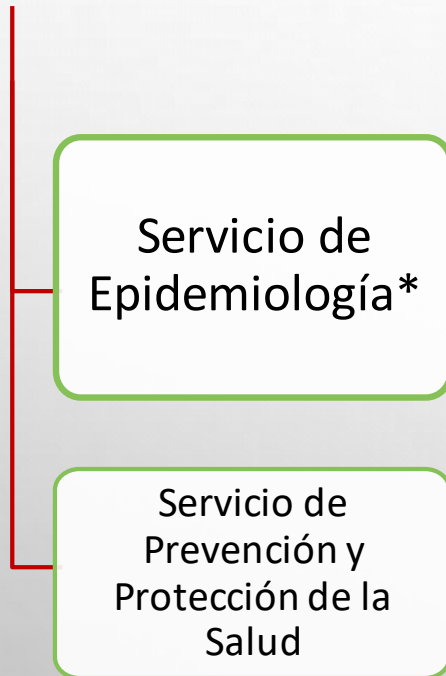 Servicio de
Epidemiología*
Servicio de
Prevención y
Protección de la
Salud